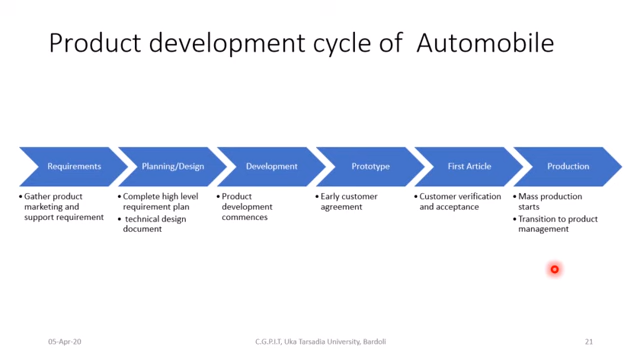 Product development cycle of Automobile
Requirements
Planning/Design
Development
Prototype
First Article
Production
• Gather product
marketing and
support requirement
• Complete high level
requirement plan
• technical design
document
• Product
development
commences
• Early customer
agreement
• Customer verification
and acceptance
• Mass production
starts
• Transition to product
management
05-Apr-20
C.G.P.I.T, Uka Tarsadia University, Bardoli
21